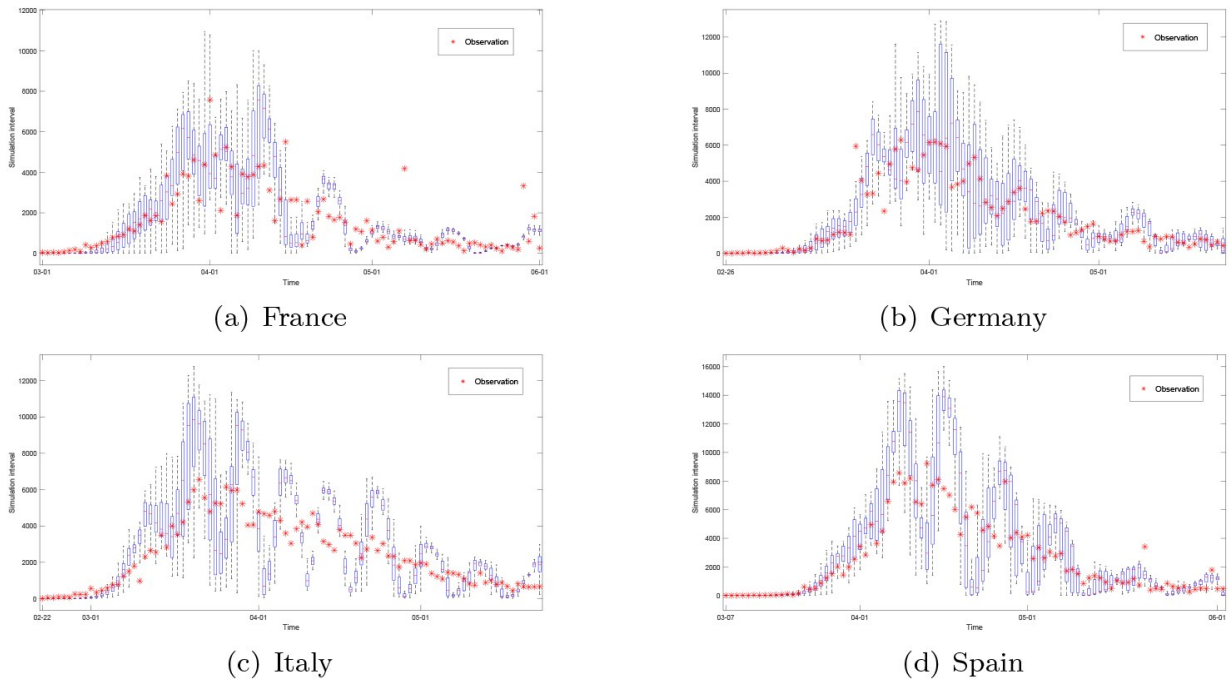 12000
10000
8000
6000
4000
2000
0
Simulation interval
Observation
03-01
04-01
05-01
06-01
Time
(a) France
12000
10000
8000
6000
4000
2000
0
Simulation interval
Observation
02-26
04-01
05-01
Time
(b) Germany
12000
10000
8000
6000
4000
2000
0
Simulation interval
Observation
02-22
03-01
04-01
05-01
Time
(c) Italy
16000
14000
12000
10000
8000
6000
4000
2000
0
Simulation interval
Observation
03-07
04-01
05-01
06-01
Time
(d) Spain